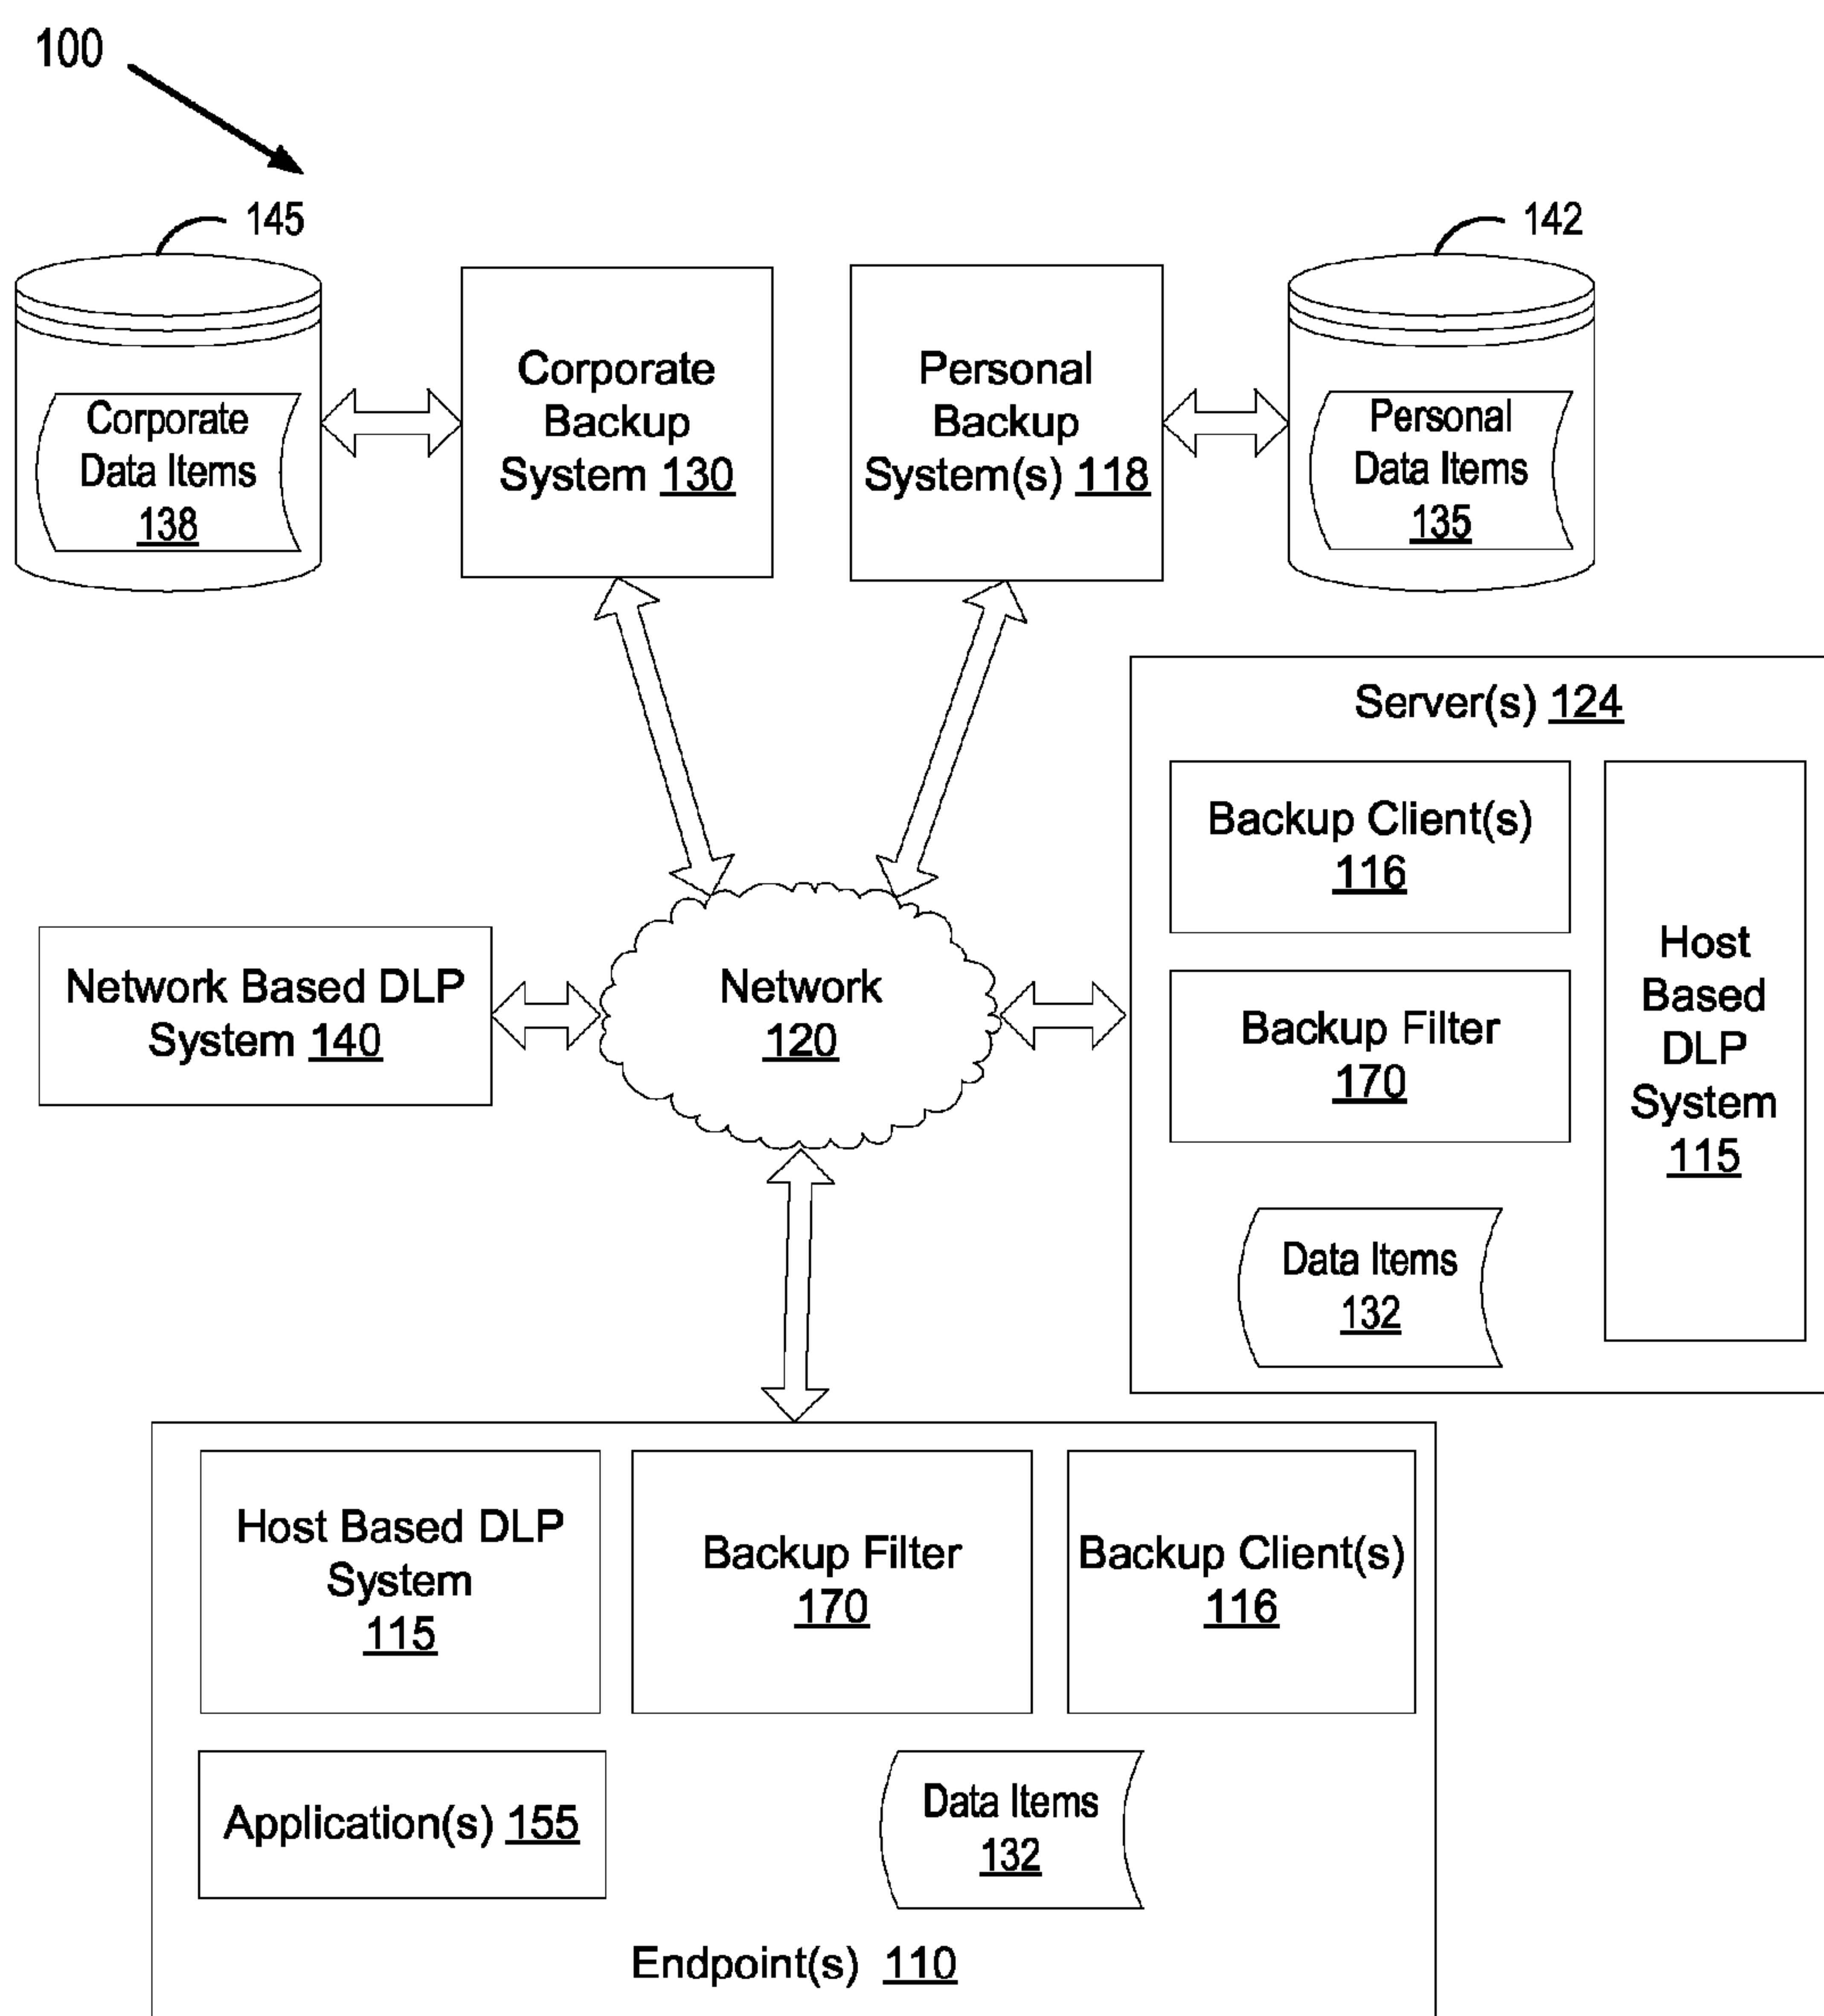 100
145
142
Corporate
Data Items
138
Corporate
Backup
System 130
Personal
Backup
System(s) 118
Personal
Data Items
135
Server(s) 124
Backup Client(s)
116
Backup Filter
170
Host
Based
DLP
System
115
Data Items
132
Network Based DLP
System 140
Network
120
Host Based DLP
System
115
Backup Filter
170
Backup Client(s)
116
Application(s) 155
Data Items
132
Endpoint(s) 110